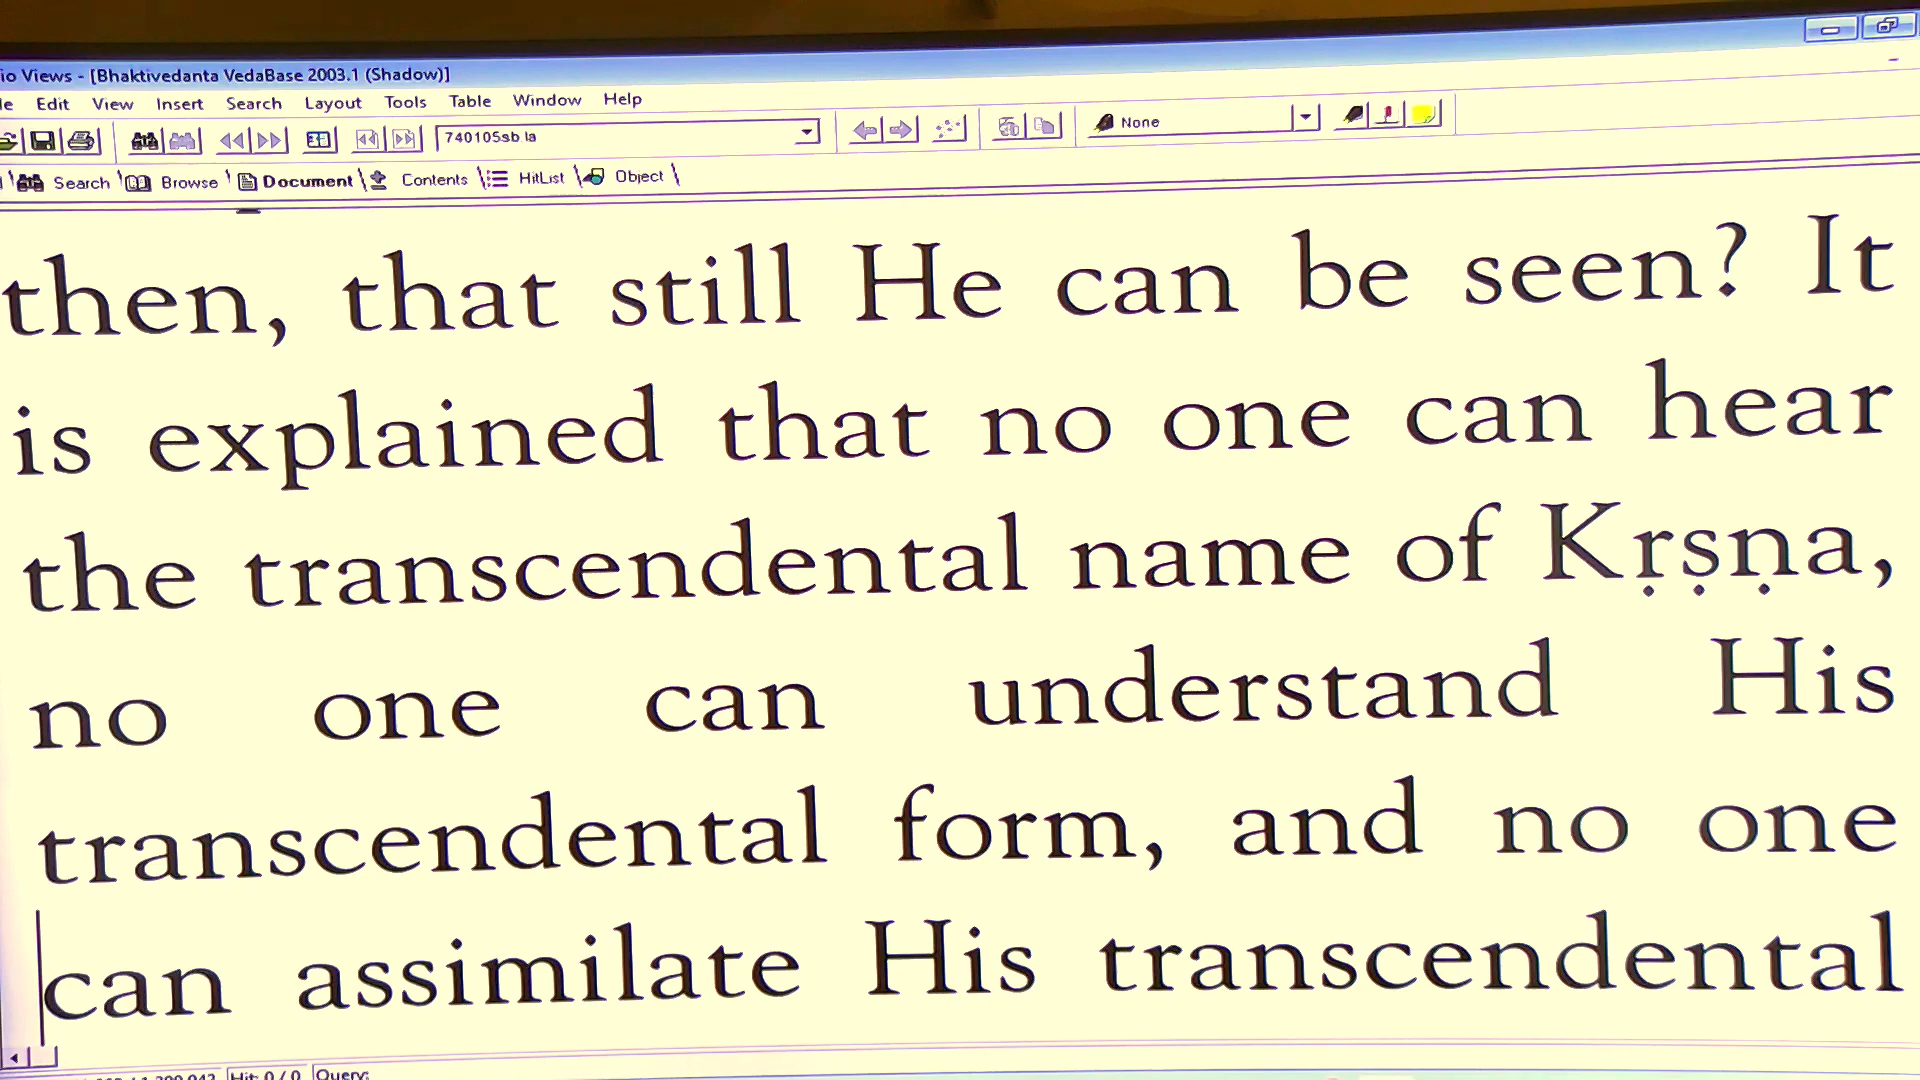 io Views - [Bhaktivedanta VedaBase 2003.1 (Shadow)]
le Edit View Insert Search Layout Tools Table Window Help
740105sb la
None
Search Browse Document Contents HitList Object
then, that still He can be seen? It
is explained that no one can hear
the transcendental name of Kṛṣṇa,
no one can understand His
transcendental form, and no one
can assimilate His transcendental
Hit: 0 / 0 Query: